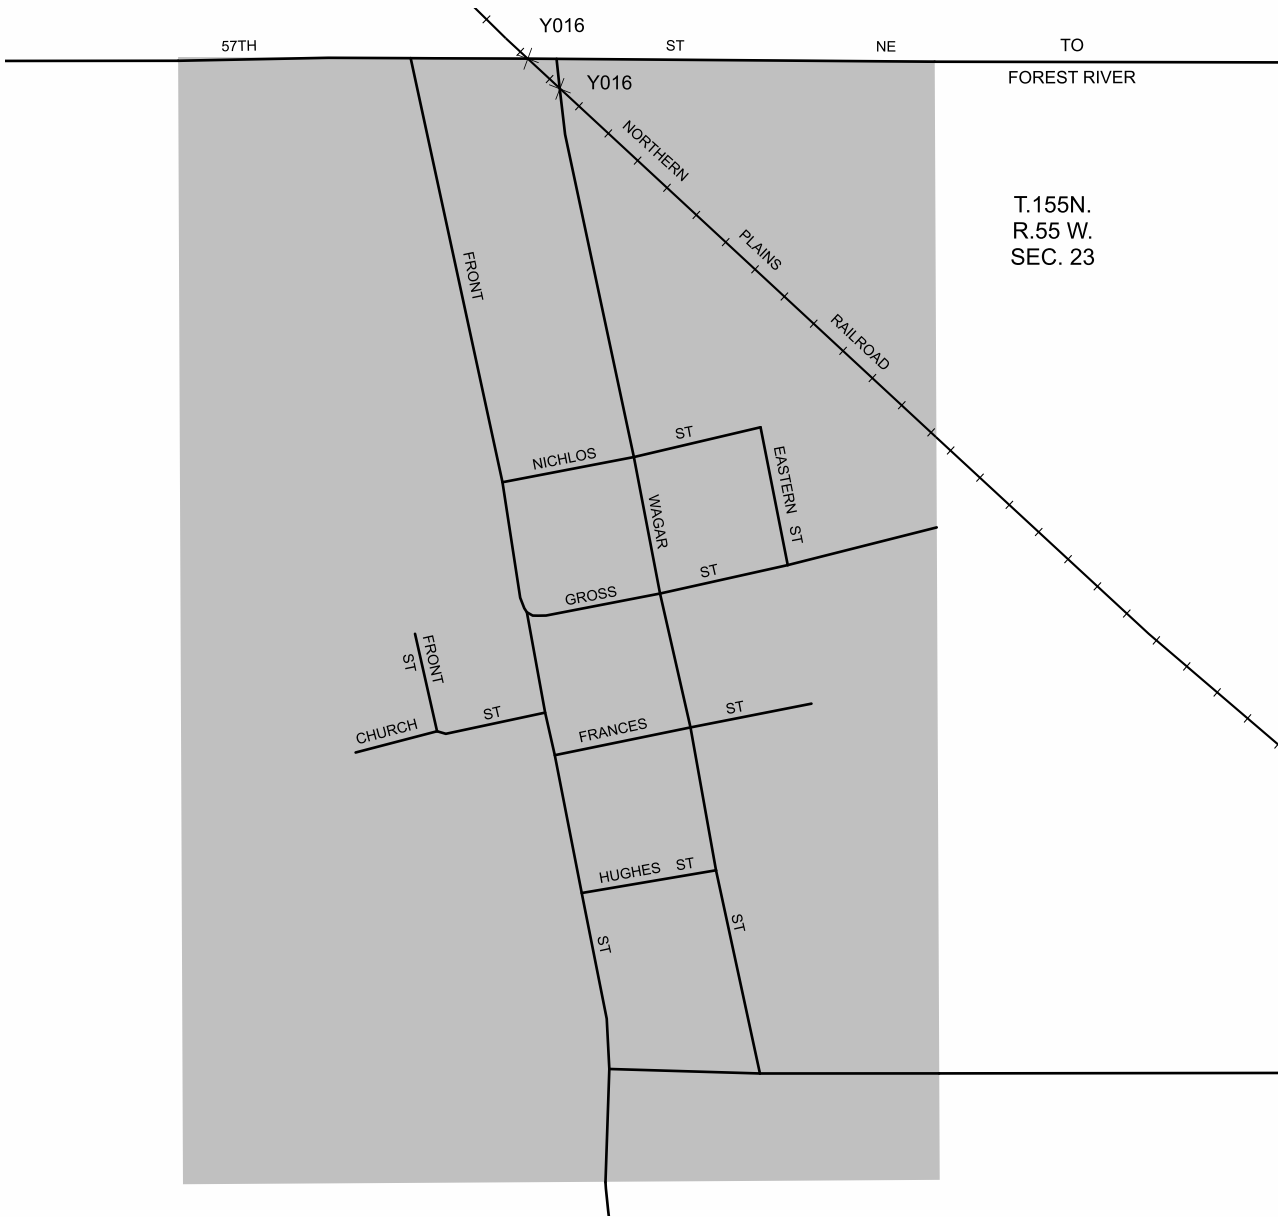 Y016
57TH ST NE TO
FOREST RIVER
Y016
NORTHERN PLAINS RAILROAD
T.155N.
R.55 W.
SEC. 23
FRONT
NICHLOS ST
EASTERN ST
WAGAR
GROSS ST
FRONT ST
CHURCH ST
FRANCES ST
HUGHES ST
ST
ST